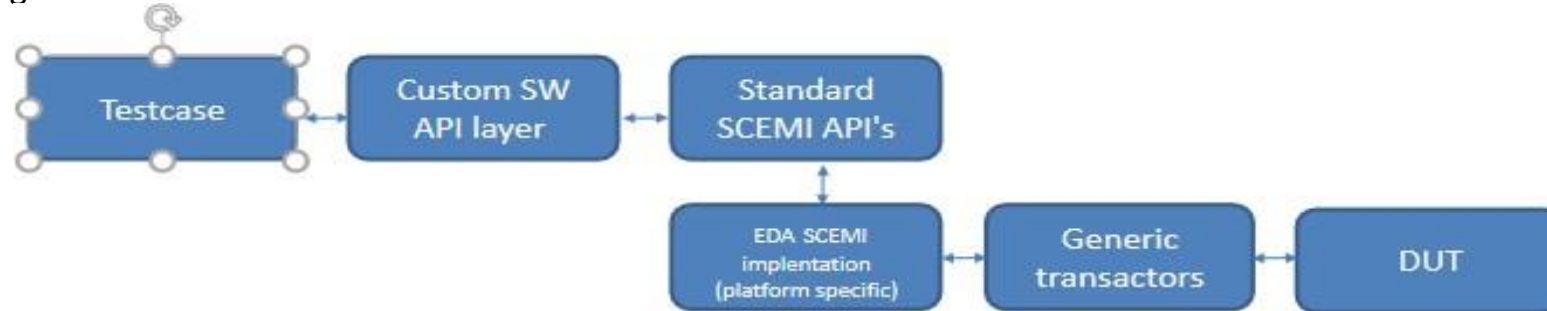 Testcase
Custom SW
API layer
Standard
SCEMI API's
EDA SCEMI
implentation
(platform specific)
Generic
transactors
DUT